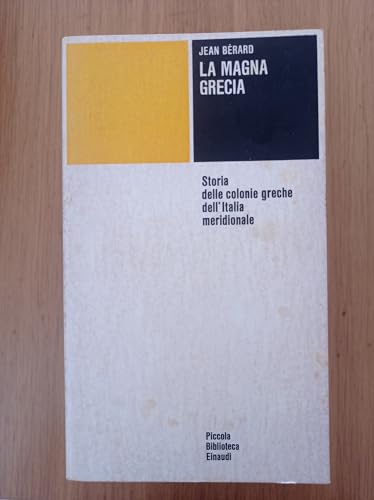 JEAN BÉRARD
LA MAGNA
GRECIA
Storia
delle colonie greche
dell'Italia
meridionale
Piccola
Biblioteca
Einaudi